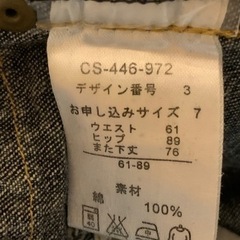 CS-446-972
デザイン番号 3
お申し込みサイズ 7
ウエスト 61
ヒップ 89
また下丈 76
61-89
素材
綿 100%
40